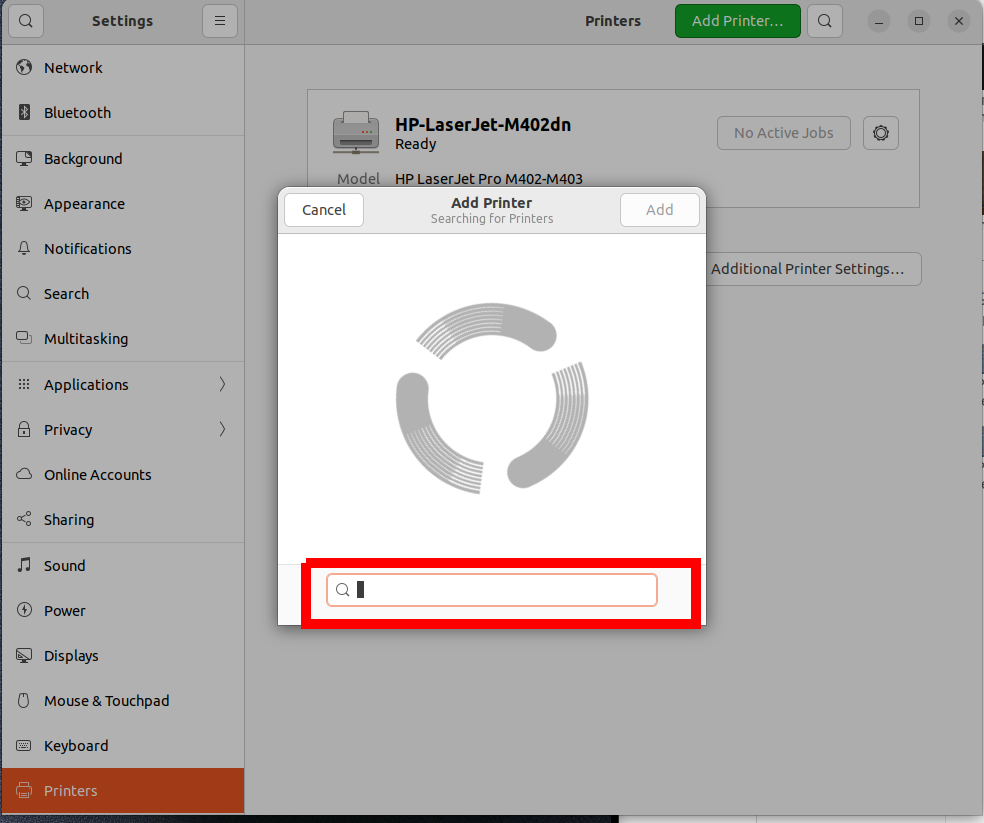 Settings
Printers
Add Printer...
Network
Bluetooth
Background
Appearance
Notifications
Search
Multitasking
Applications
Privacy
Online Accounts
Sharing
Sound
Power
Displays
Mouse & Touchpad
Keyboard
Printers
HP-LaserJet-M402dn
Ready
No Active Jobs
Model HP LaserJet Pro M402-M403
Additional Printer Settings...
Cancel
Add Printer
Searching for Printers
Add